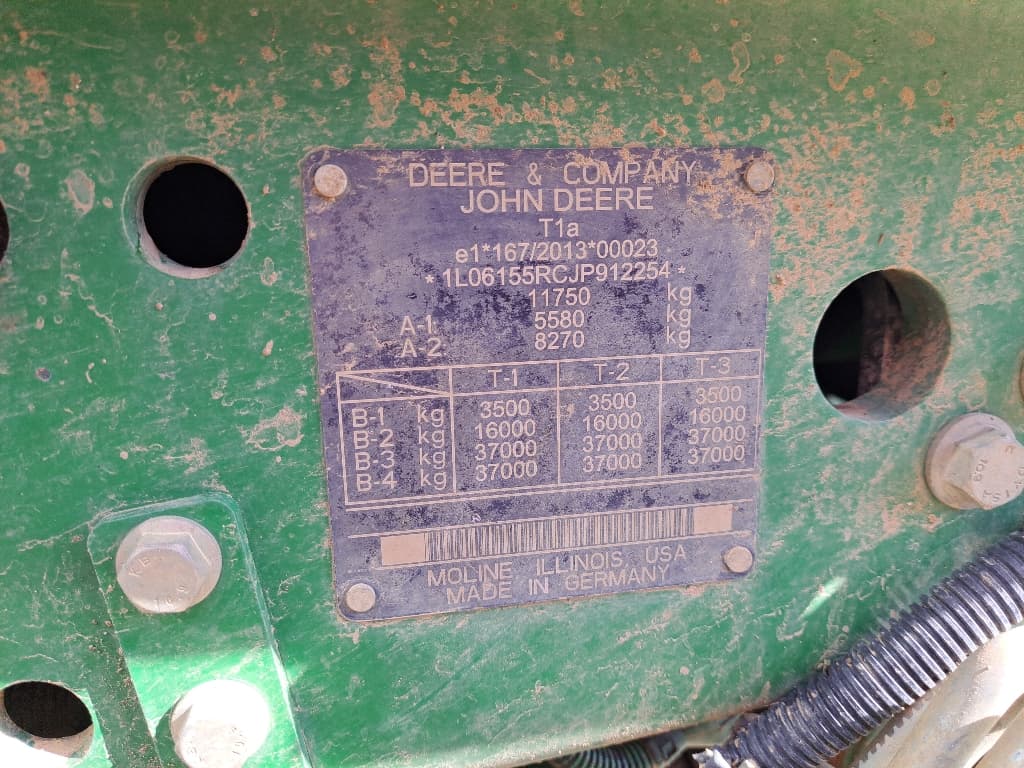 DEERE & COMPANY
JOHN DEERE
T1a
e1*167/2013*00023
*1L06155RCJP912254*
11750 kg
A-1 5580 kg
A-2 8270 kg
T-1 T-2 T-3
B-1 kg 3500 3500 3500
B-2 kg 16000 16000 16000
B-3 kg 37000 37000 37000
B-4 kg 37000 37000 37000
MOLINE ILLINOIS USA
MADE IN GERMANY